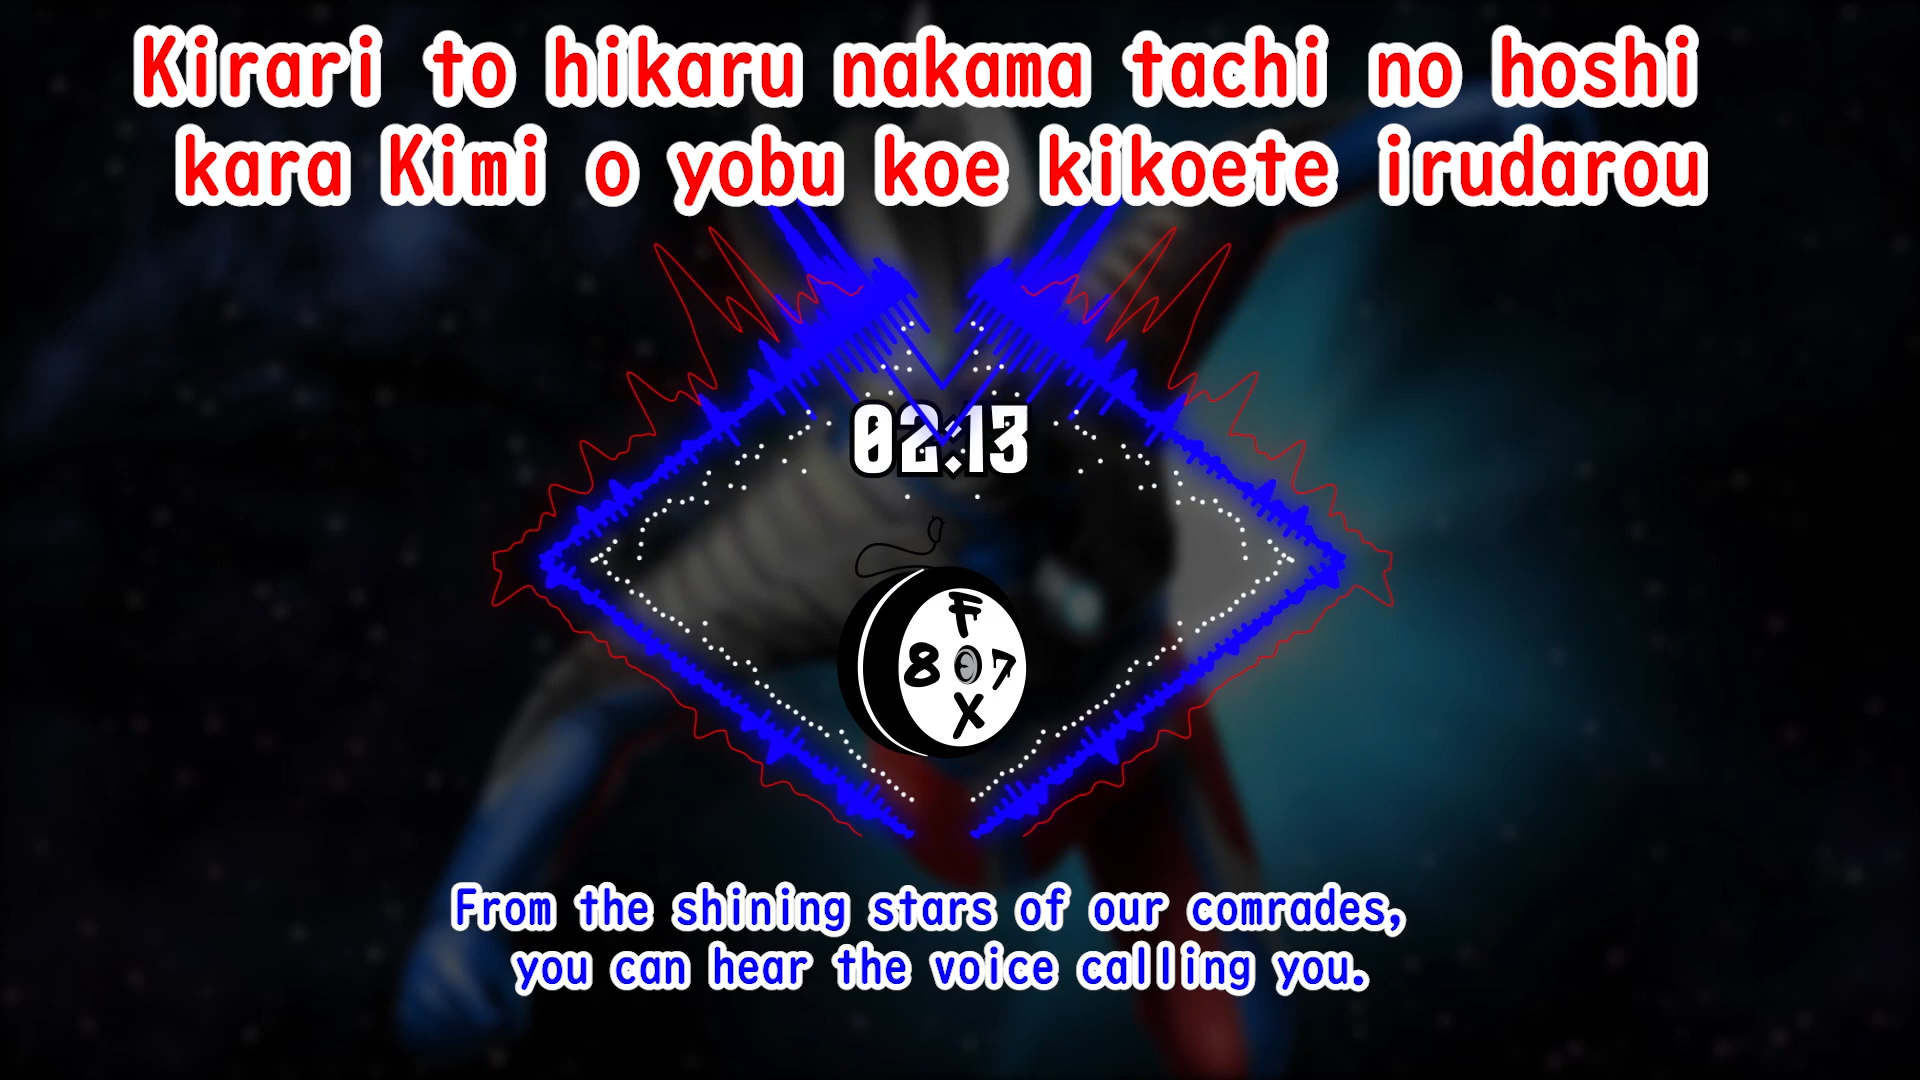 Kirari to hikaru nakama tachi no hoshi
kara Kimi o yobu koe kikoete irudarou
02:13
F
8 7
X
From the shining stars of our comrades,
you can hear the voice calling you.